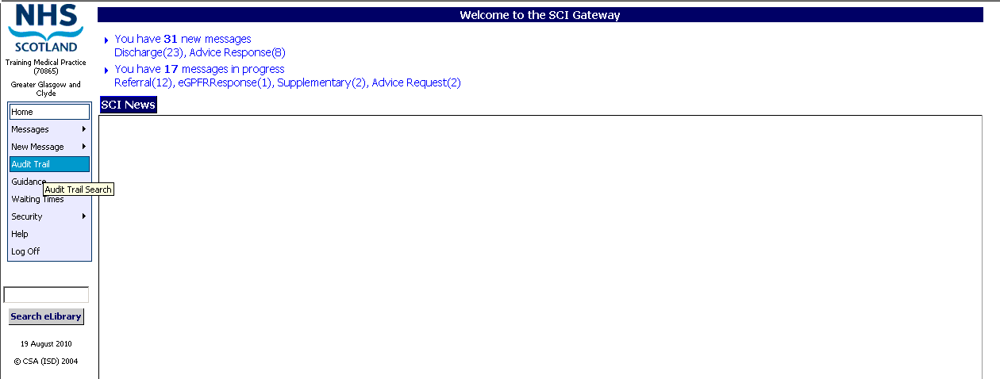 NHS
SCOTLAND
Training Medical Practice
(70865)
Greater Glasgow and
Clyde
Home
Messages
New Message
Audit Trail
Guidance
Audit Trail Search
Waiting Times
Security
Help
Log Off
Search eLibrary
19 August 2010
© CSA (ISD) 2004
Welcome to the SCI Gateway
You have 31 new messages
Discharge(23), Advice Response(8)
You have 17 messages in progress
Referral(12), eGPFRResponse(1), Supplementary(2), Advice Request(2)
SCI News